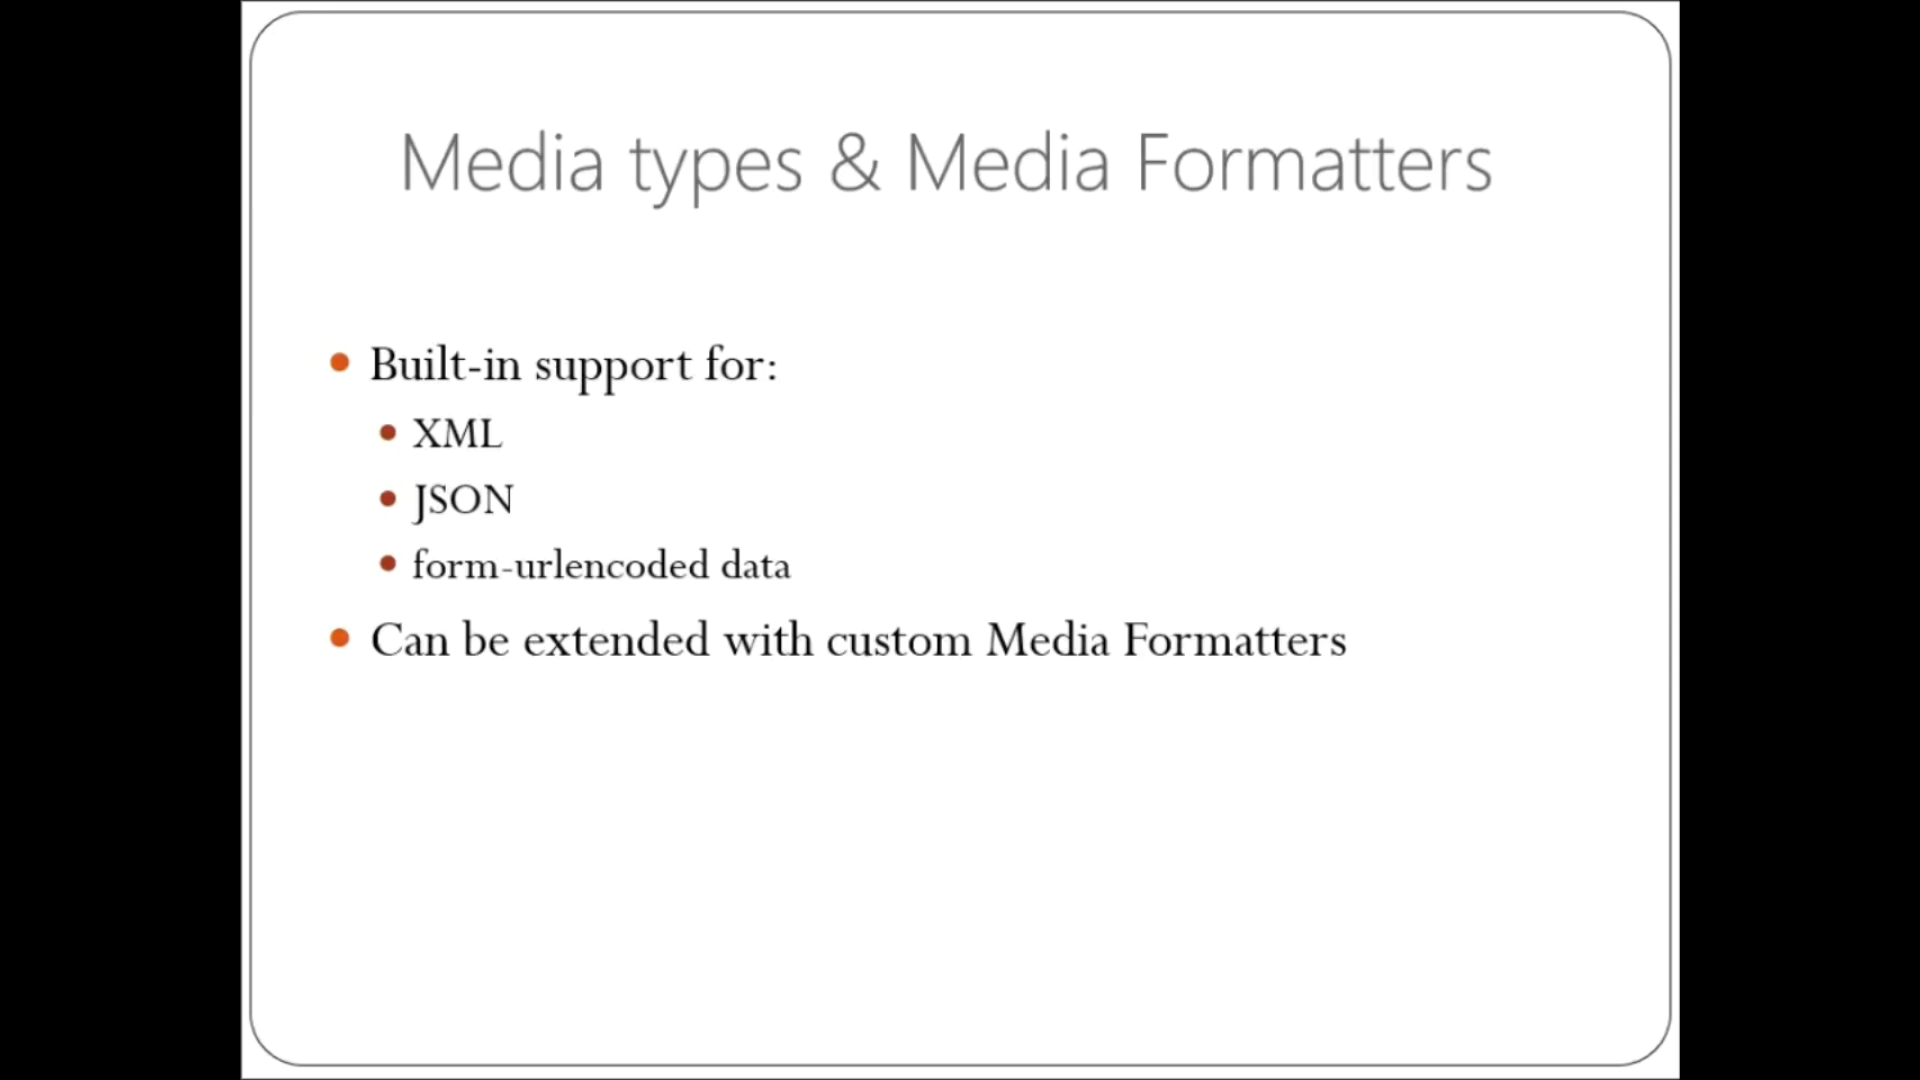 Media types & Media Formatters
Built-in support for:
XML
JSON
form-urlencoded data
Can be extended with custom Media Formatters